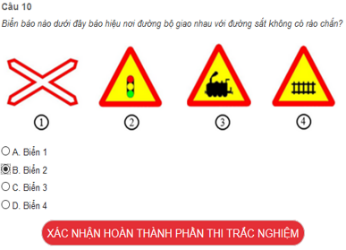 Câu 10
Biển báo nào dưới đây báo hiệu nơi đường bộ giao nhau với đường sắt không có rào chắn?
1 2 3 4
A. Biển 1
B. Biển 2
C. Biển 3
D. Biển 4
XÁC NHẬN HOÀN THÀNH PHẦN THI TRẮC NGHIỆM